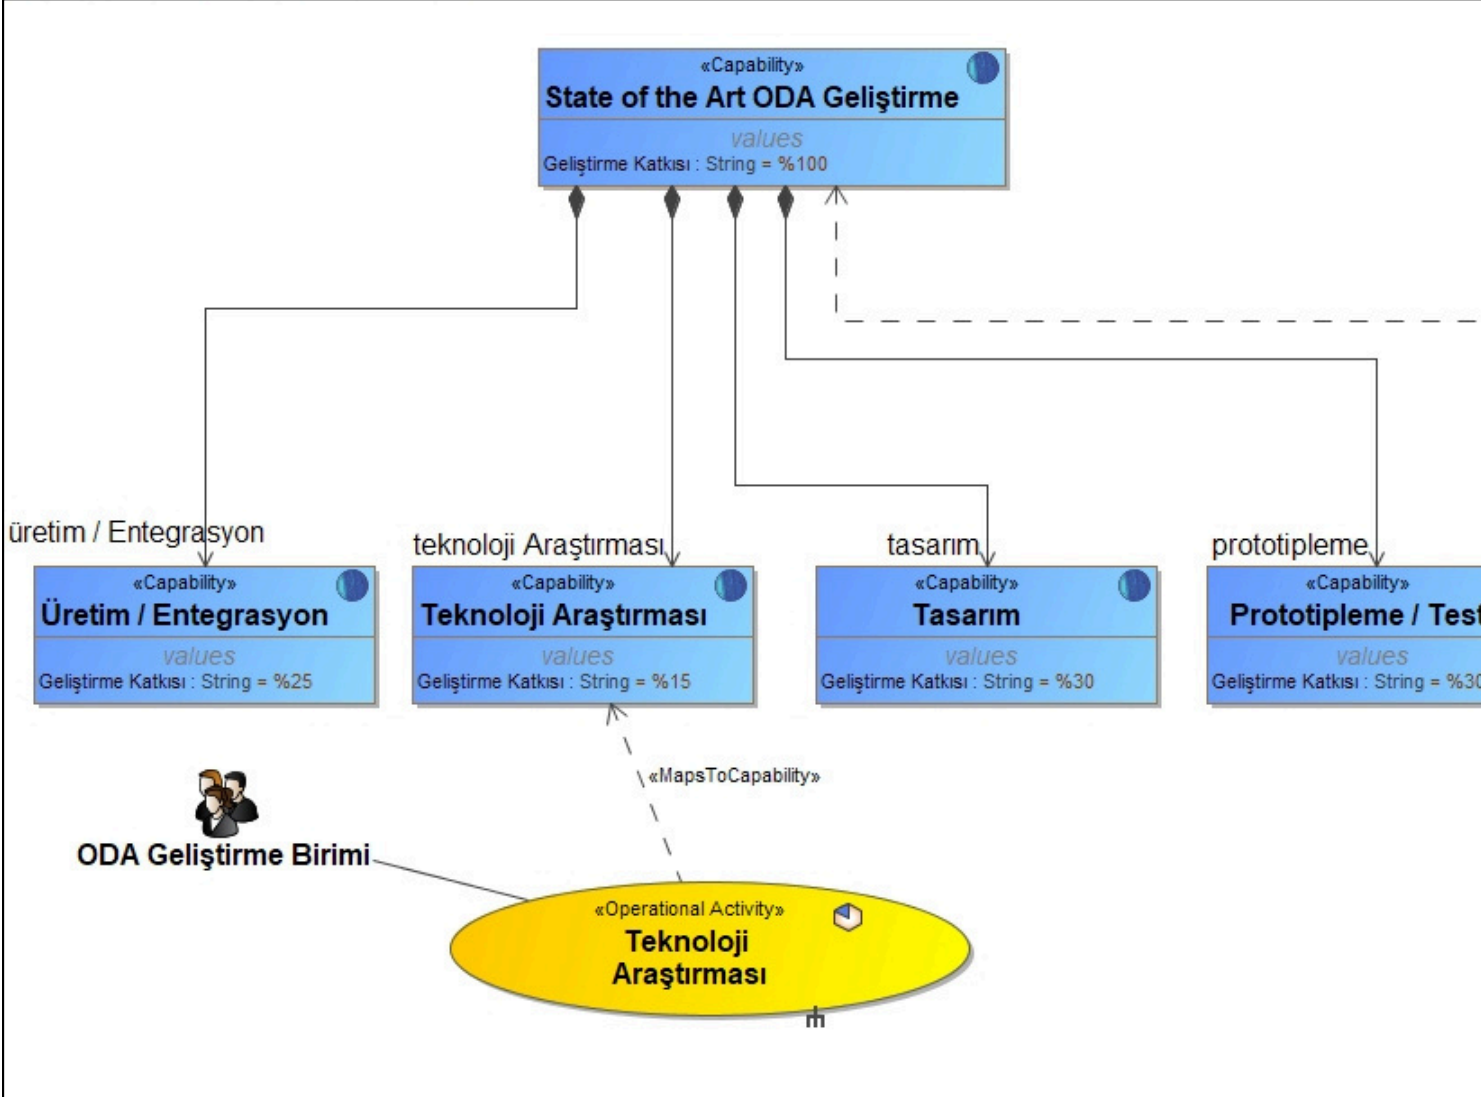 «Capability»
State of the Art ODA Geliştirme
values
Geliştirme Katkısı : String = %100
üretim / Entegrasyon
teknoloji Araştırması
tasarım
prototipleme
«Capability»
Üretim / Entegrasyon
values
Geliştirme Katkısı : String = %25
«Capability»
Teknoloji Araştırması
values
Geliştirme Katkısı : String = %15
«Capability»
Tasarım
values
Geliştirme Katkısı : String = %30
«Capability»
Prototipleme / Test
values
Geliştirme Katkısı : String = %30
«MapsToCapability»
ODA Geliştirme Birimi
«Operational Activity»
Teknoloji
Araştırması